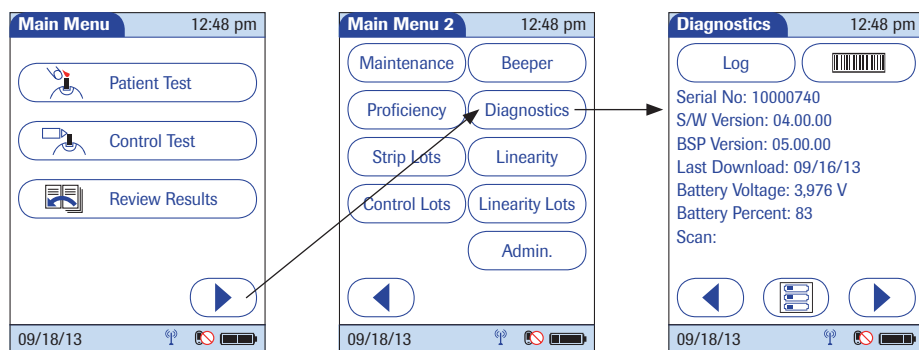 Main Menu 12:48 pm
Patient Test
Control Test
Review Results
09/18/13
Main Menu 2 12:48 pm
Maintenance Beeper
Proficiency Diagnostics
Strip Lots Linearity
Control Lots Linearity Lots
Admin.
09/18/13
Diagnostics 12:48 pm
Log
Serial No: 10000740
S/W Version: 04.00.00
BSP Version: 05.00.00
Last Download: 09/16/13
Battery Voltage: 3,976 V
Battery Percent: 83
Scan:
09/18/13